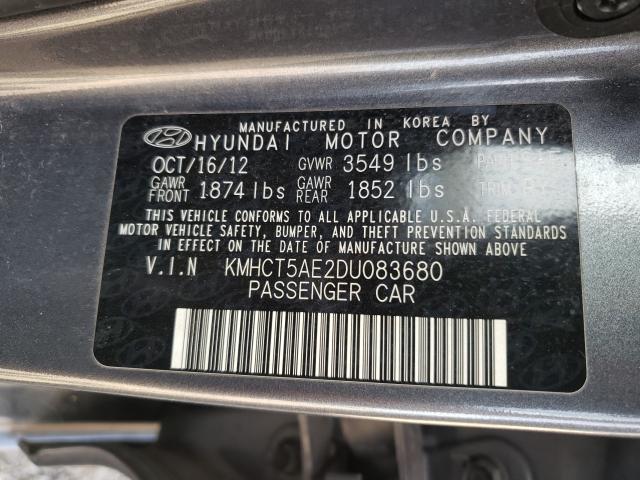 MANUFACTURED IN KOREA BY
HYUNDAI MOTOR COMPANY
OCT/16/12 GVWR 3549 lbs
GAWR FRONT 1874 lbs GAWR REAR 1852 lbs
THIS VEHICLE CONFORMS TO ALL APPLICABLE U.S.A. FEDERAL
MOTOR VEHICLE SAFETY, BUMPER, AND THEFT PREVENTION STANDARDS
IN EFFECT ON THE DATE OF MANUFACTURE SHOWN ABOVE
V.I.N KMHCT5AE2DU083680
PASSENGER CAR